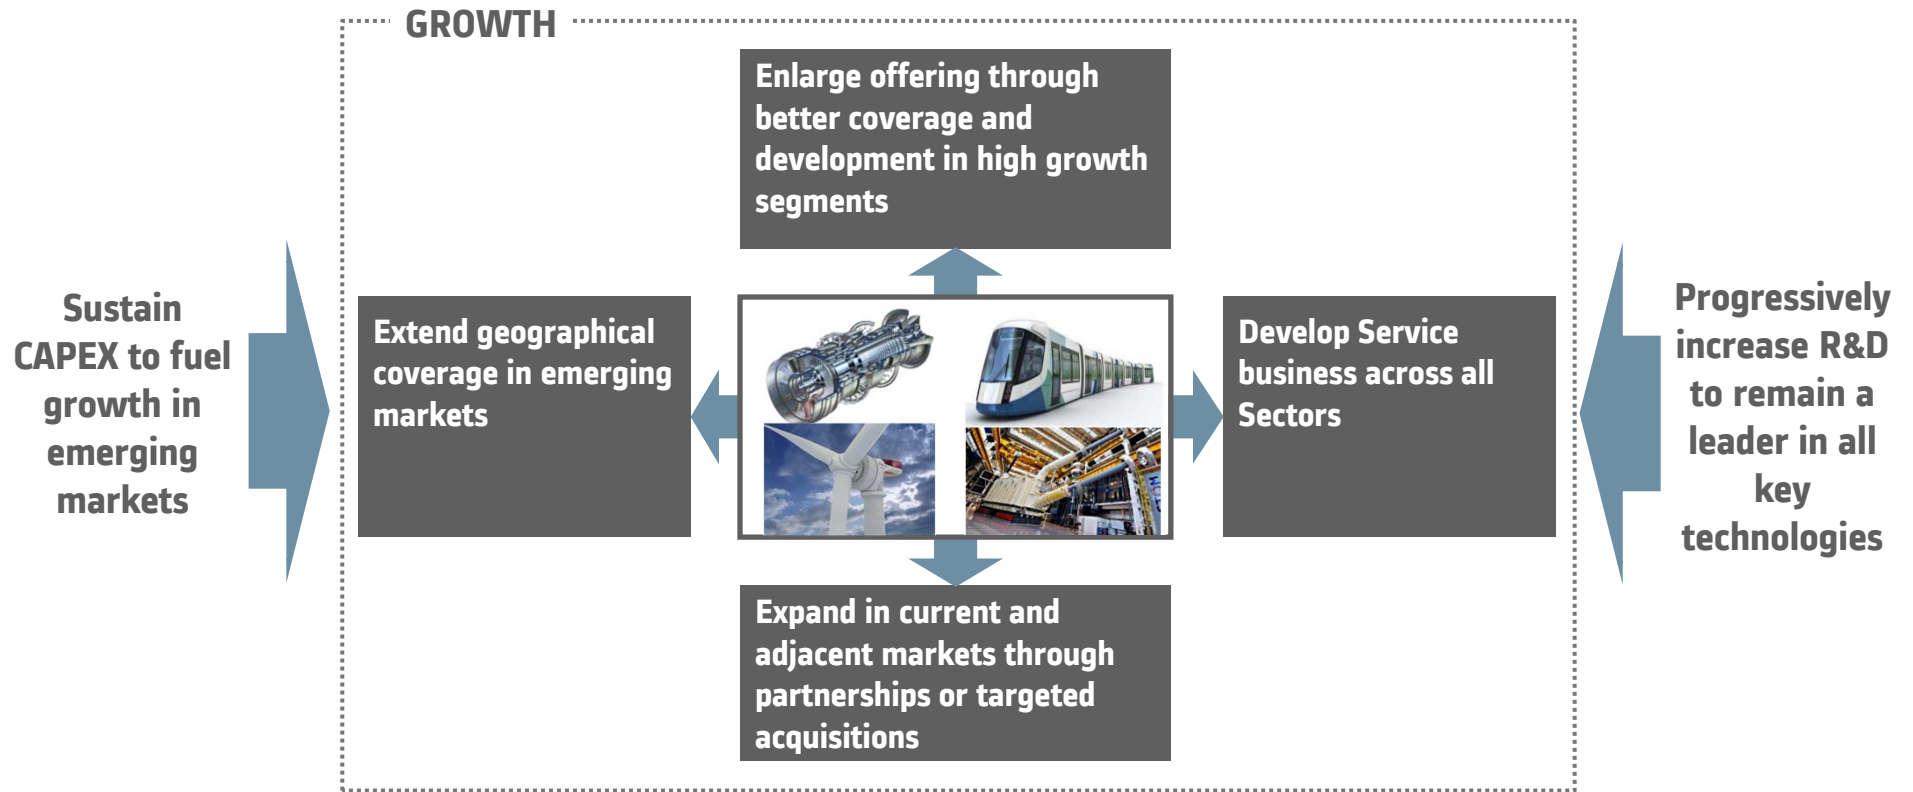 GROWTH
Enlarge offering through
better coverage and
development in high growth
segments
Sustain
CAPEX to fuel
growth in
emerging
markets
Extend geographical
coverage in emerging
markets
Develop Service
business across all
Sectors
Progressively
increase R&D
to remain a
leader in all
key
technologies
Expand in current and
adjacent markets through
partnerships or targeted
acquisitions